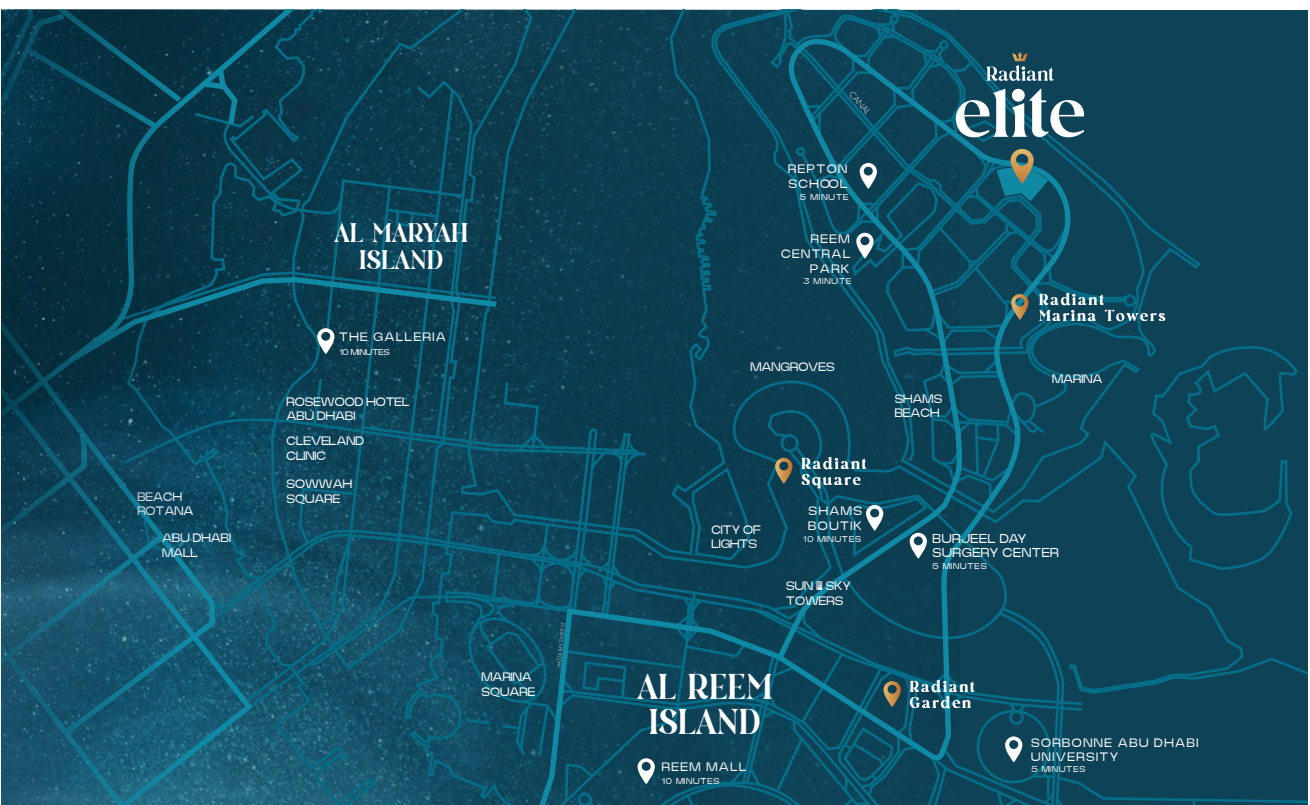 Radiant
elite
CANAL
REPTON
SCHOOL
5 MINUTE
REEM
CENTRAL
PARK
3 MINUTE
AL MARYAH
ISLAND
Radiant
Marina Towers
THE GALLERIA
10 MINUTES
MANGROVES
MARINA
SHAMS
BEACH
ROSEWOOD HOTEL
ABU DHABI
CLEVELAND
CLINIC
SOWWAH
SQUARE
Radiant
Square
BEACH
ROTANA
ABU DHABI
MALL
CITY OF
LIGHTS
SHAMS
BOUTIK
10 MINUTES
BURJEEL DAY
SURGERY CENTER
5 MINUTES
SUN SKY
TOWERS
MARINA
SQUARE
AL REEM
ISLAND
Radiant
Garden
REEM MALL
10 MINUTES
SORBONNE ABU DHABI
UNIVERSITY
5 MINUTES